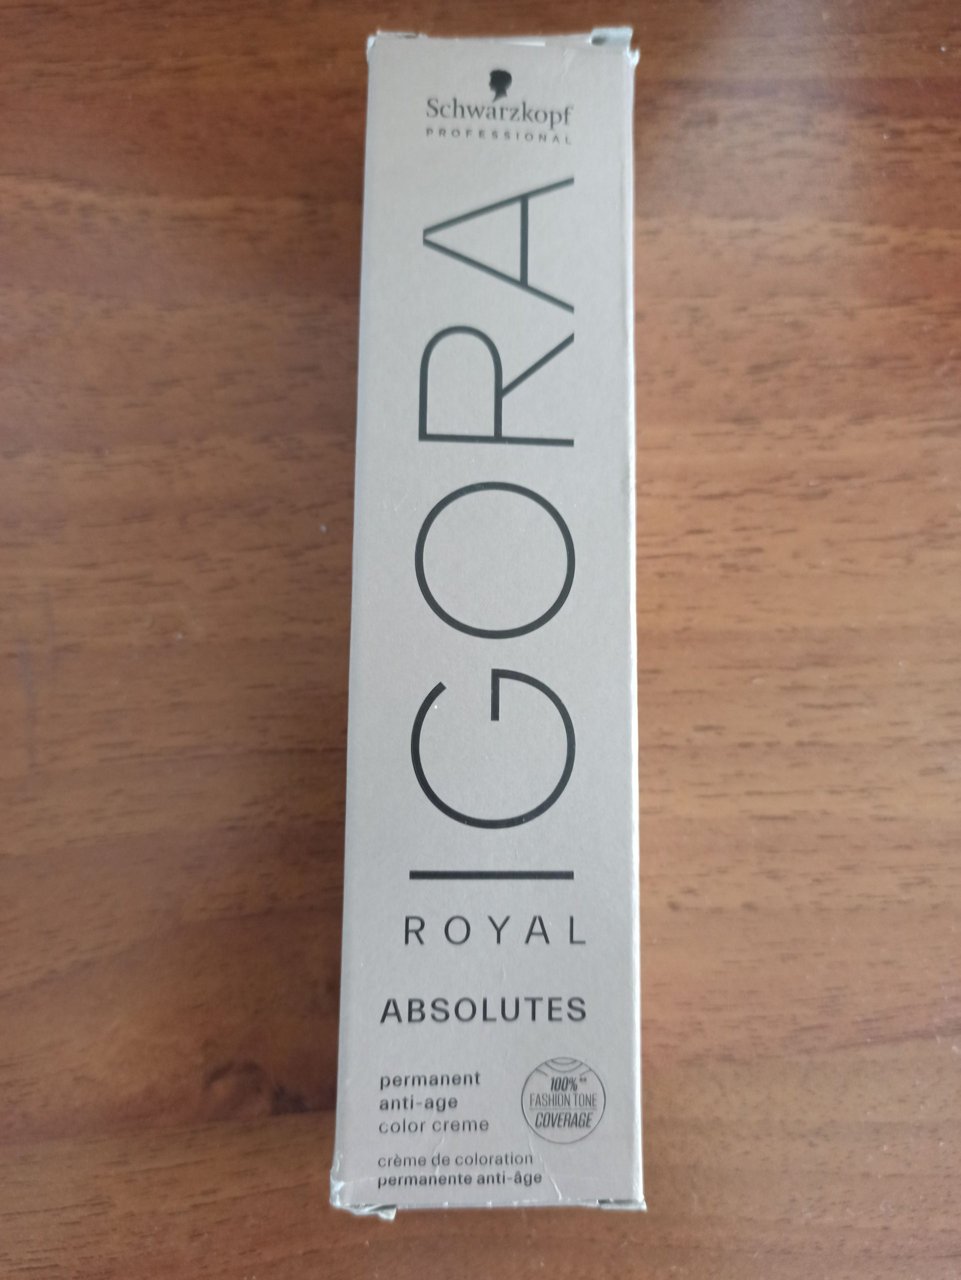 Schwarzkopf
PROFESSIONAL
IGORA
ROYAL
ABSOLUTES
permanent
anti-age
color creme
100%**
FASHION TONE
COVERAGE
crème de coloration
permanente anti-âge